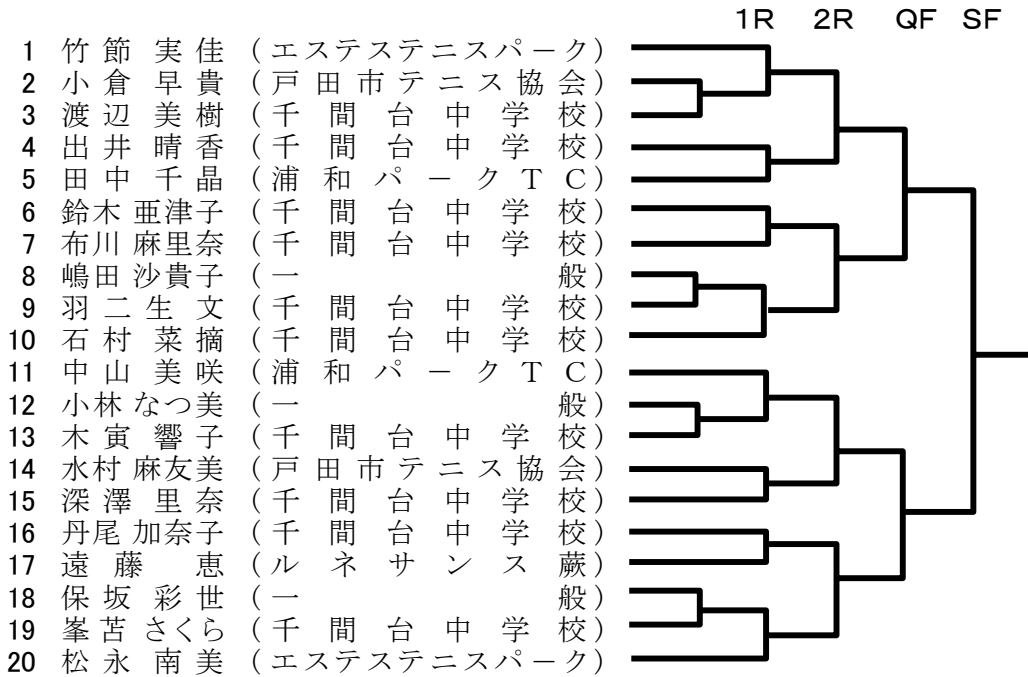 1R 2R QF SF
1 竹節 実佳 (エステステニスパーク)
2 小倉 早貴 (戸田市テニス協会)
3 渡辺 美樹 (千間台中学校)
4 出井 晴香 (千間台中学校)
5 田中 千晶 (浦和パークTC)
6 鈴木 亜津子 (千間台中学校)
7 布川 麻里奈 (千間台中学校)
8 嶋田 沙貴子 (一般)
9 羽二生 文 (千間台中学校)
10 石村 菜摘 (千間台中学校)
11 中山 美咲 (浦和パークTC)
12 小林 なつ美 (一般)
13 木寅 響子 (千間台中学校)
14 水村 麻友美 (戸田市テニス協会)
15 深澤 里奈 (千間台中学校)
16 丹尾 加奈子 (千間台中学校)
17 遠藤 恵 (ルネサンス蕨)
18 保坂 彩世 (一般)
19 峯苫 さくら (千間台中学校)
20 松永 南美 (エステステニスパーク)